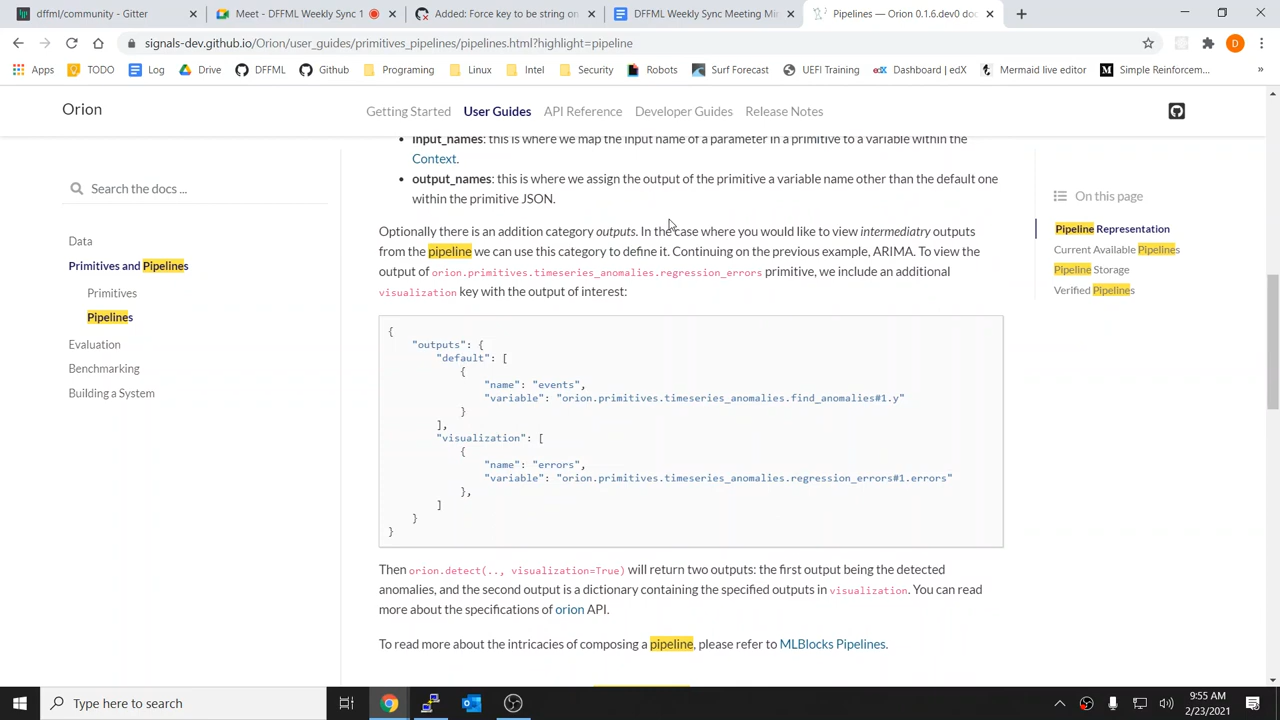 dffml/community - Gitter
Meet - DFFML Weekly Sync 1
Added: Force key to be string on
DFFML Weekly Sync Meeting Min
Pipelines — Orion 0.1.6.dev0 doc
signals-dev.github.io/Orion/user_guides/primitives_pipelines/pipelines.html?highlight=pipeline
D
Apps
TODO
Log
Drive
DFFML
Github
Programing
Linux
Intel
Security
Robots
Surf Forecast
UEFI Training
Dashboard | edX
Mermaid live editor
Simple Reinforcem...
»
Orion
Getting Started
User Guides
API Reference
Developer Guides
Release Notes
Search the docs ...
Data
Primitives and Pipelines
Primitives
Pipelines
Evaluation
Benchmarking
Building a System
• input_names: this is where we map the input name of a parameter in a primitive to a variable within the
Context.
• output_names: this is where we assign the output of the primitive a variable name other than the default one
within the primitive JSON.
Optionally there is an addition category outputs. In the case where you would like to view intermediatry outputs
from the pipeline we can use this category to define it. Continuing on the previous example, ARIMA. To view the
output of orion.primitives.timeseries_anomalies.regression_errors primitive, we include an additional
visualization key with the output of interest:
{
"outputs": {
"default": [
{
"name": "events",
"variable": "orion.primitives.timeseries_anomalies.find_anomalies#1.y"
}
],
"visualization": [
{
"name": "errors",
"variable": "orion.primitives.timeseries_anomalies.regression_errors#1.errors"
},
]
}
}
Then orion.detect(.., visualization=True) will return two outputs: the first output being the detected
anomalies, and the second output is a dictionary containing the specified outputs in visualization. You can read
more about the specifications of orion API.
To read more about the intricacies of composing a pipeline, please refer to MLBlocks Pipelines.
On this page
Pipeline Representation
Current Available Pipelines
Pipeline Storage
Verified Pipelines
Type here to search
9:55 AM
2/23/2021